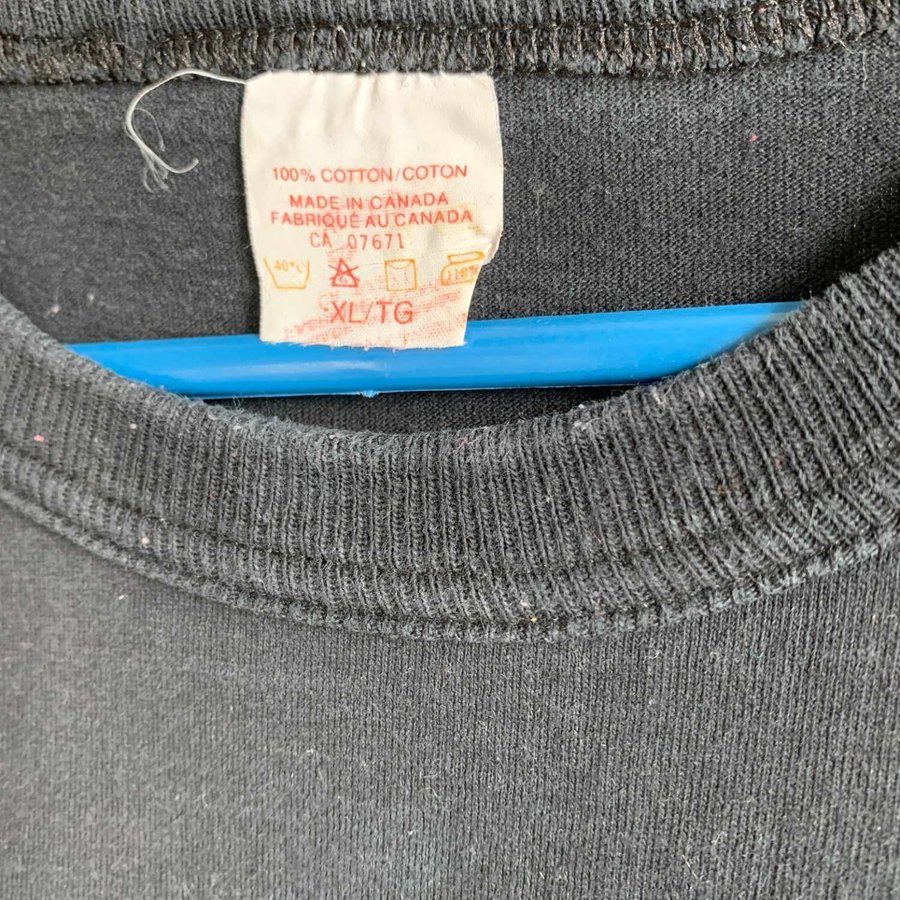 100% COTTON/COTON
MADE IN CANADA
FABRIQUÉ AU CANADA
CA 07671
40°C
XL/TG